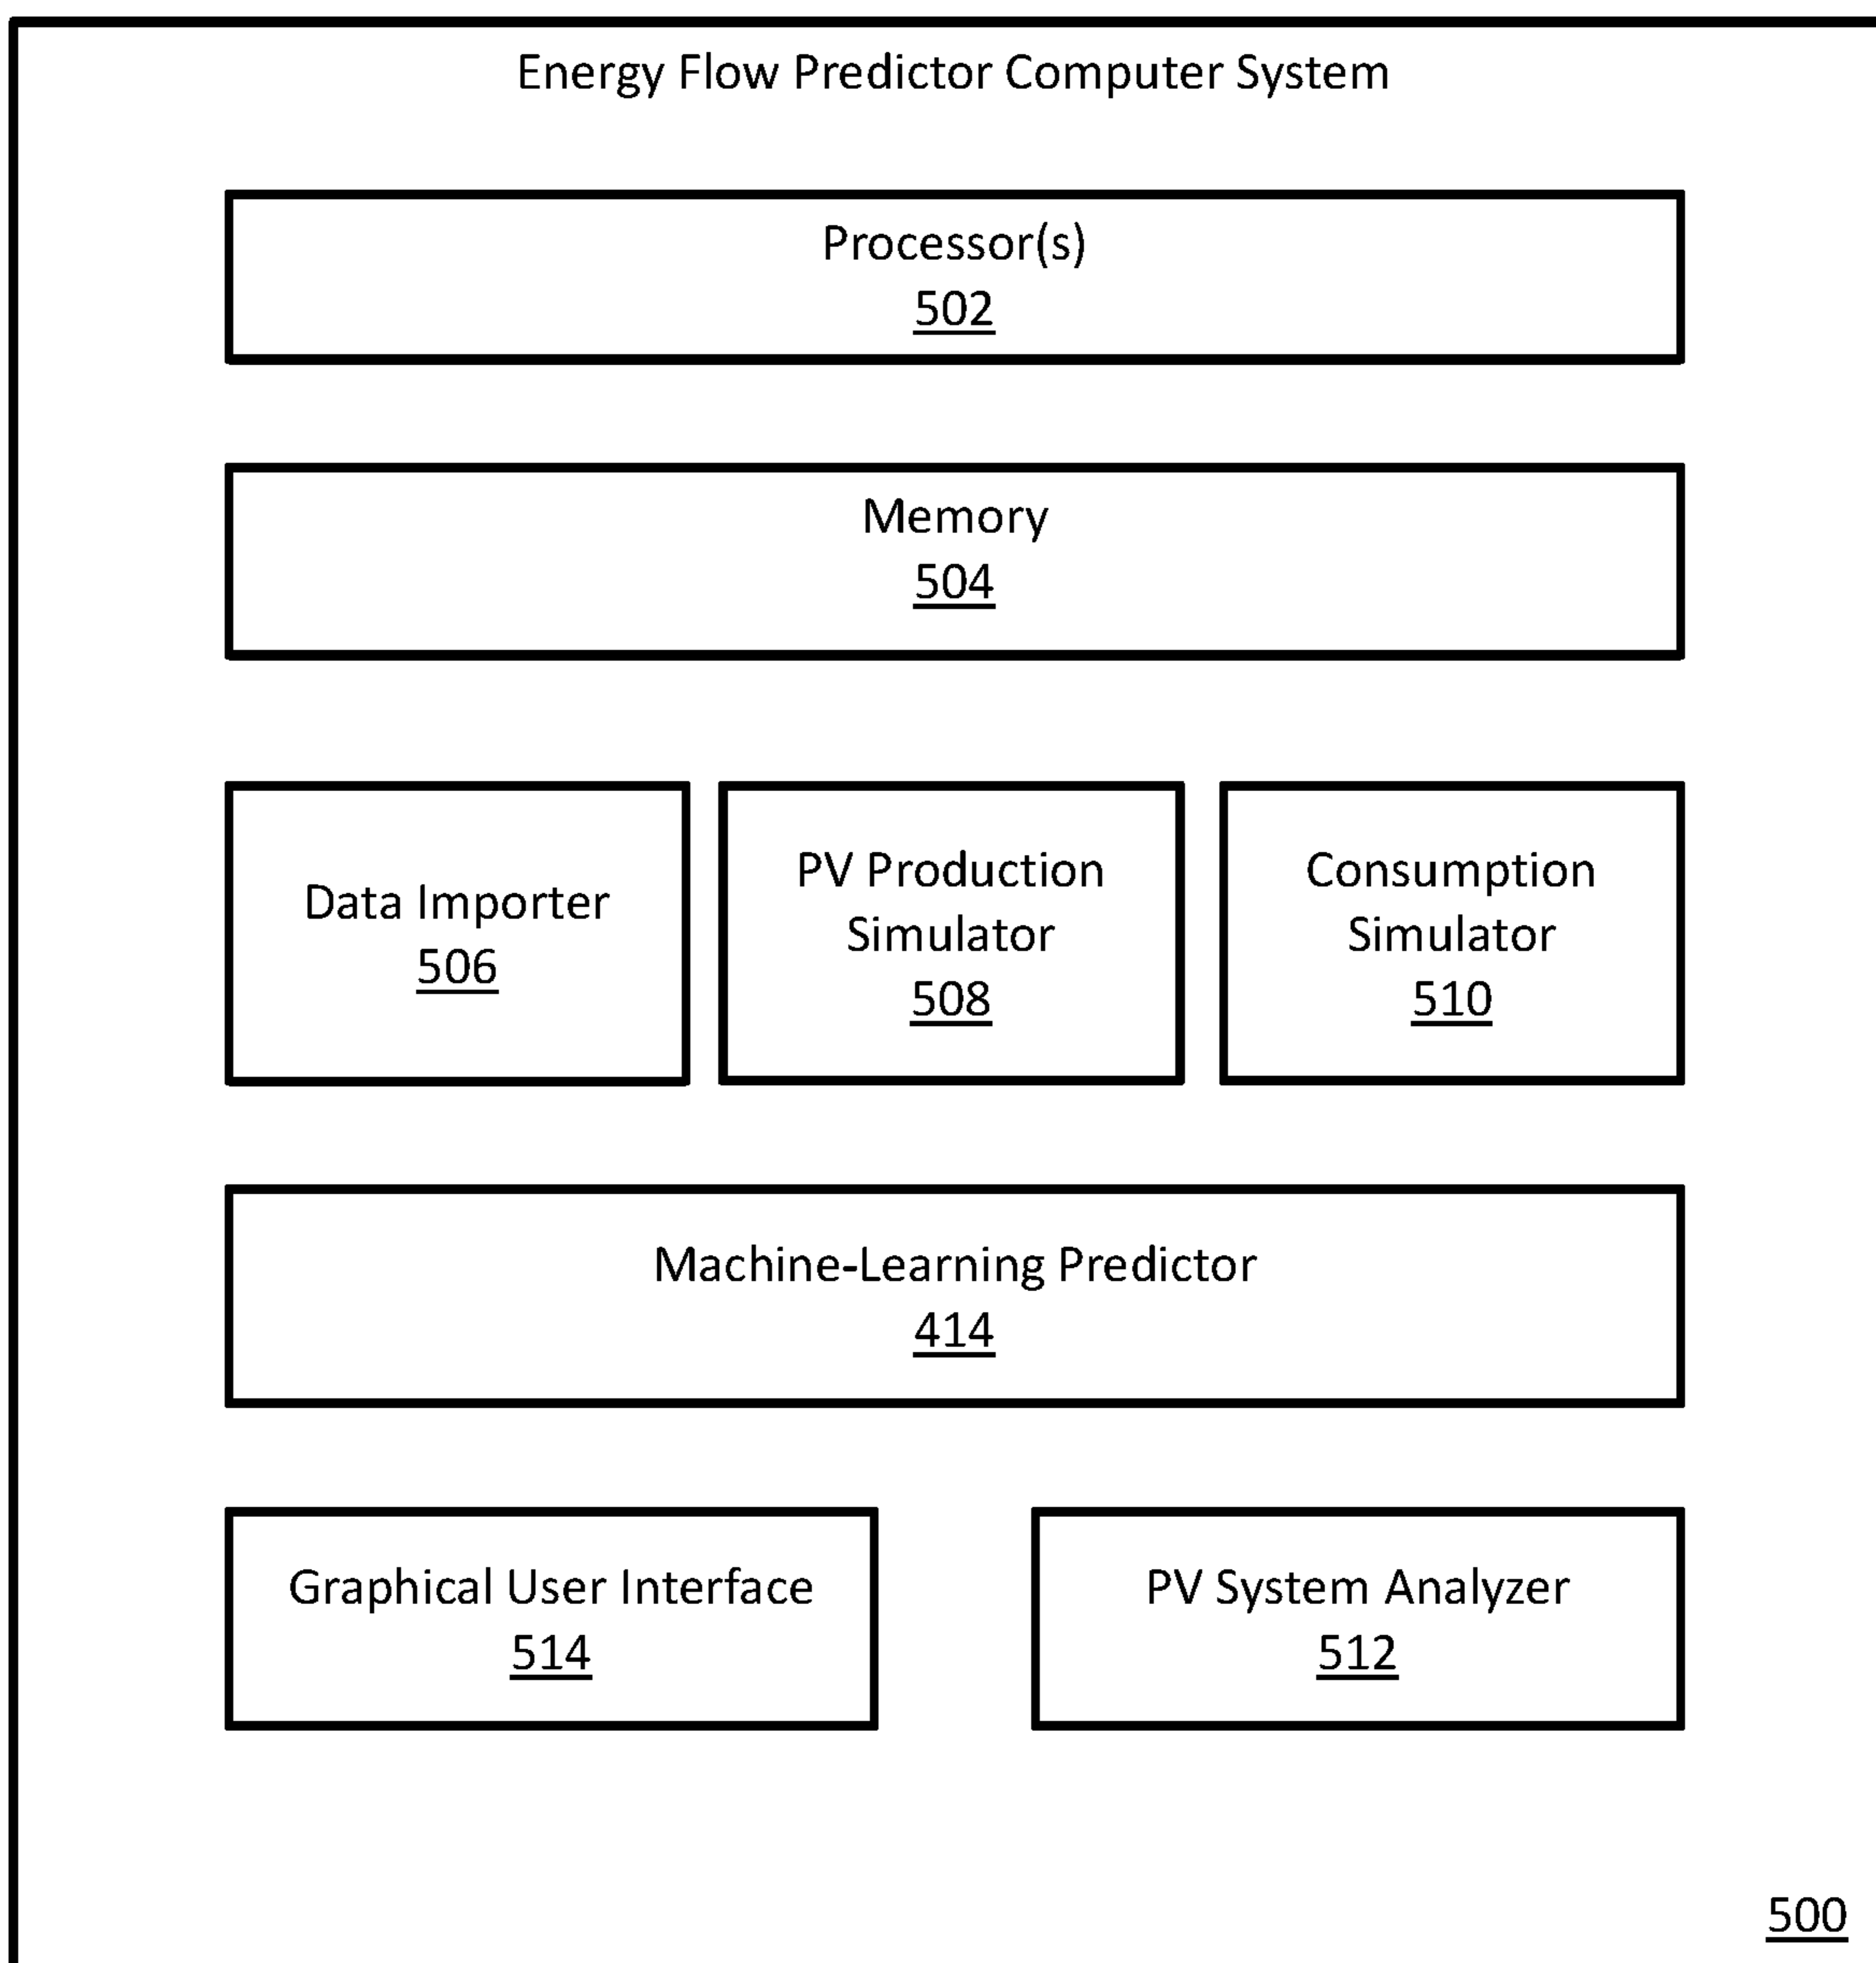 Energy Flow Predictor Computer System
Processor(s)
502
Memory
504
Data Importer
506
PV Production
Simulator
508
Consumption
Simulator
510
Machine-Learning Predictor
414
Graphical User Interface
514
PV System Analyzer
512
500